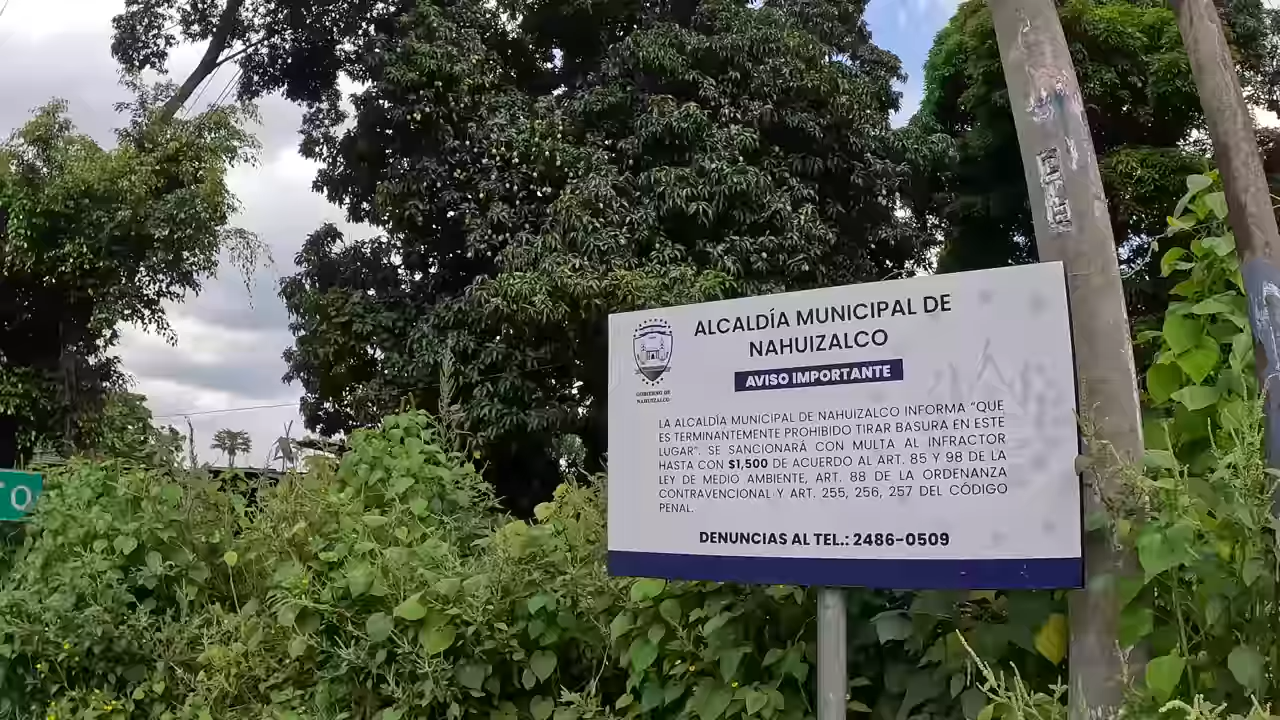 ALCALDÍA MUNICIPAL DE
NAHUIZALCO
AVISO IMPORTANTE
GOBIERNO DE
NAHUIZALCO
LA ALCALDÍA MUNICIPAL DE NAHUIZALCO INFORMA “QUE
ES TERMINANTEMENTE PROHIBIDO TIRAR BASURA EN ESTE
LUGAR”. SE SANCIONARÁ CON MULTA AL INFRACTOR
HASTA CON $1,500 DE ACUERDO AL ART. 85 Y 98 DE LA
LEY DE MEDIO AMBIENTE, ART. 88 DE LA ORDENANZA
CONTRAVENCIONAL Y ART. 255, 256, 257 DEL CÓDIGO
PENAL.
DENUNCIAS AL TEL.: 2486-0509